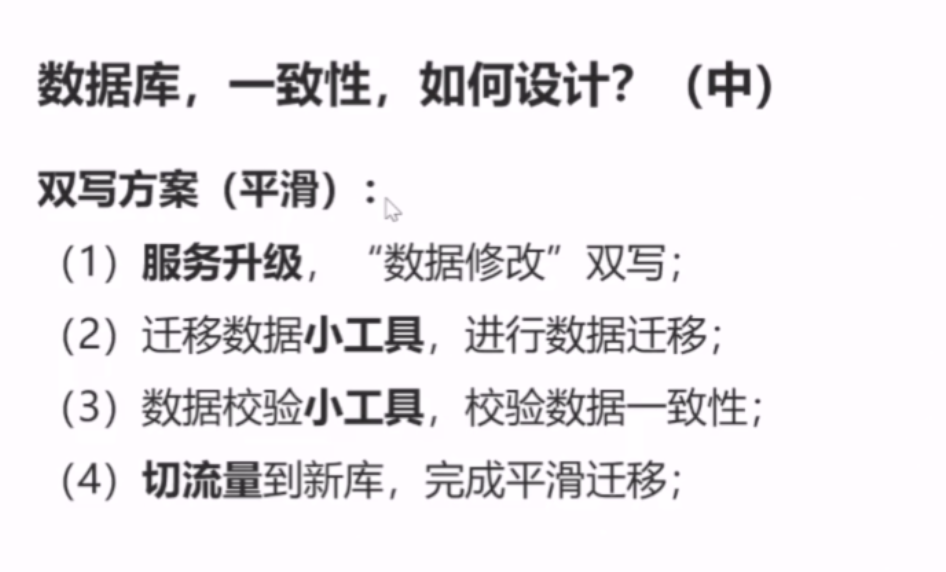 数据库，一致性，如何设计？（中）
双写方案（平滑）：
（1）服务升级，“数据修改”双写；
（2）迁移数据小工具，进行数据迁移；
（3）数据校验小工具，校验数据一致性；
（4）切流量到新库，完成平滑迁移；